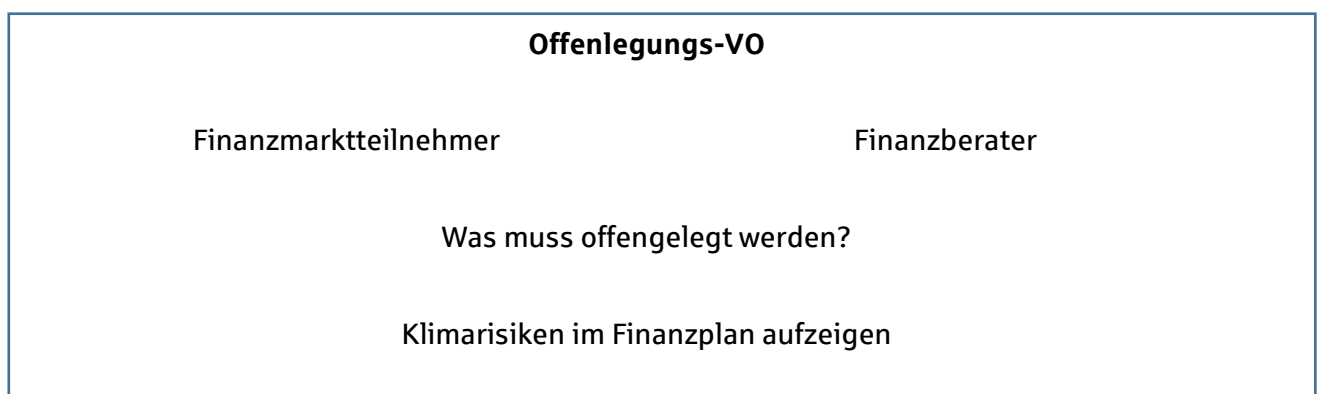 Offenlegungs-VO
Finanzmarktteilnehmer Finanzberater
Was muss offengelegt werden?
Klimarisiken im Finanzplan aufzeigen